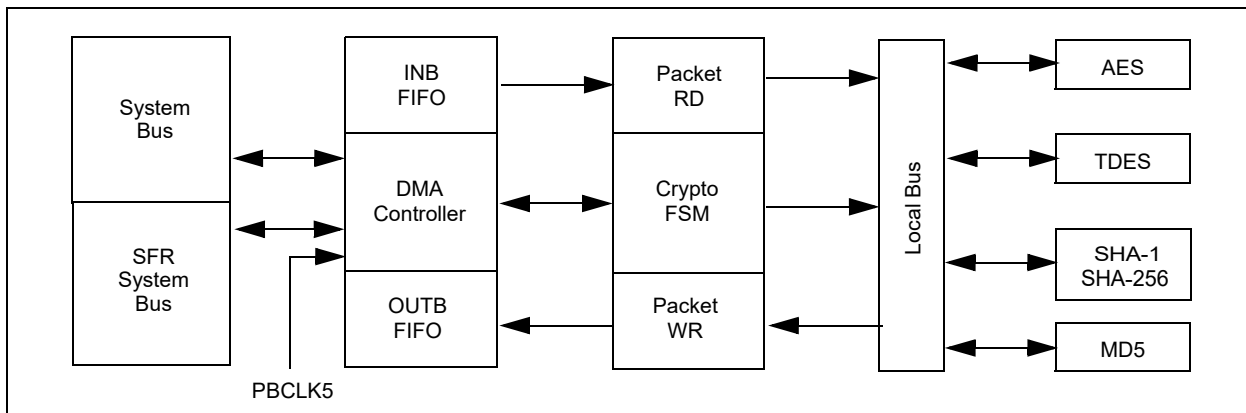 System
Bus
SFR
System
Bus
INB
FIFO
DMA
Controller
OUTB
FIFO
PBCLK5
Packet
RD
Crypto
FSM
Packet
WR
Local Bus
AES
TDES
SHA-1
SHA-256
MD5